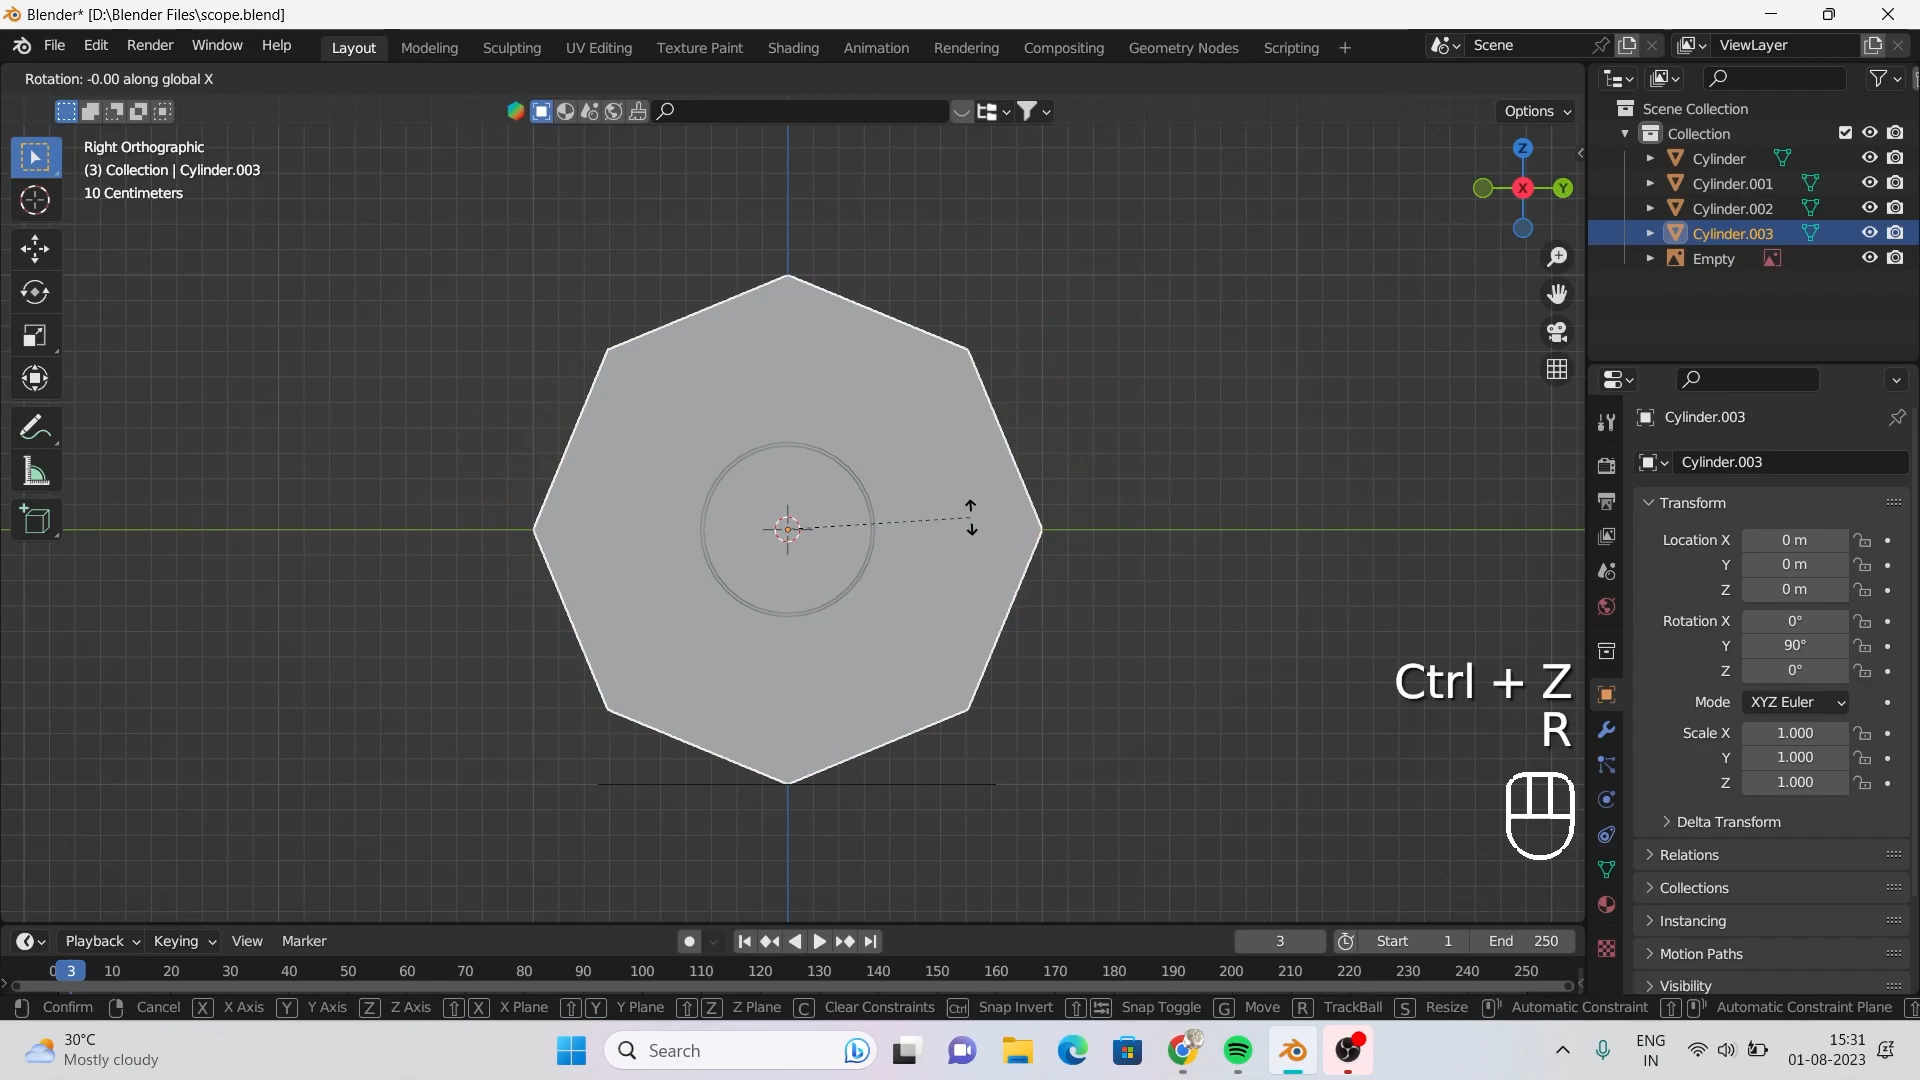 Blender* [D:\Blender Files\scope.blend]
File Edit Render Window Help
Layout Modeling Sculpting UV Editing Texture Paint Shading Animation Rendering Compositing Geometry Nodes Scripting +
Scene
ViewLayer
Rotation: -0.00 along global X
Options
Right Orthographic
(3) Collection | Cylinder.003
10 Centimeters
Z
X
Y
Scene Collection
Collection
Cylinder
Cylinder.001
Cylinder.002
Cylinder.003
Empty
Cylinder.003
Cylinder.003
Transform
Location X 0 m
Y 0 m
Z 0 m
Rotation X 0°
Y 90°
Z 0°
Mode XYZ Euler
Scale X 1.000
Y 1.000
Z 1.000
Delta Transform
Relations
Collections
Instancing
Motion Paths
Visibility
Ctrl + Z
R
Playback Keying View Marker
3 Start 1 End 250
0 3 10 20 30 40 50 60 70 80 90 100 110 120 130 140 150 160 170 180 190 200 210 220 230 240 250
Confirm Cancel X X Axis Y Y Axis Z Z Axis X X Plane Y Y Plane Z Z Plane C Clear Constraints Ctrl Snap Invert Snap Toggle G Move R TrackBall S Resize Automatic Constraint Automatic Constraint Plane
30°C
Mostly cloudy
Search
ENG
IN
15:31
01-08-2023